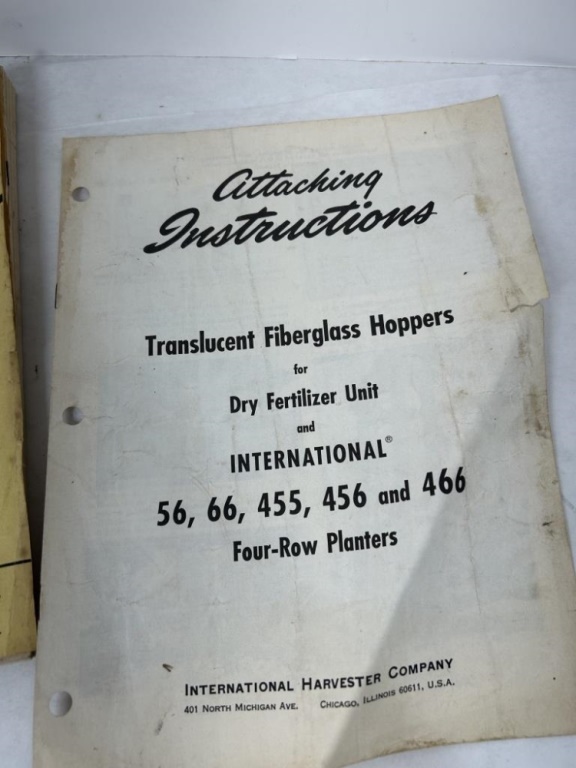 Attaching
Instructions
Translucent Fiberglass Hoppers
for
Dry Fertilizer Unit
and
INTERNATIONAL®
56, 66, 455, 456 and 466
Four-Row Planters
INTERNATIONAL HARVESTER COMPANY
401 NORTH MICHIGAN AVE. CHICAGO, ILLINOIS 60611, U.S.A.